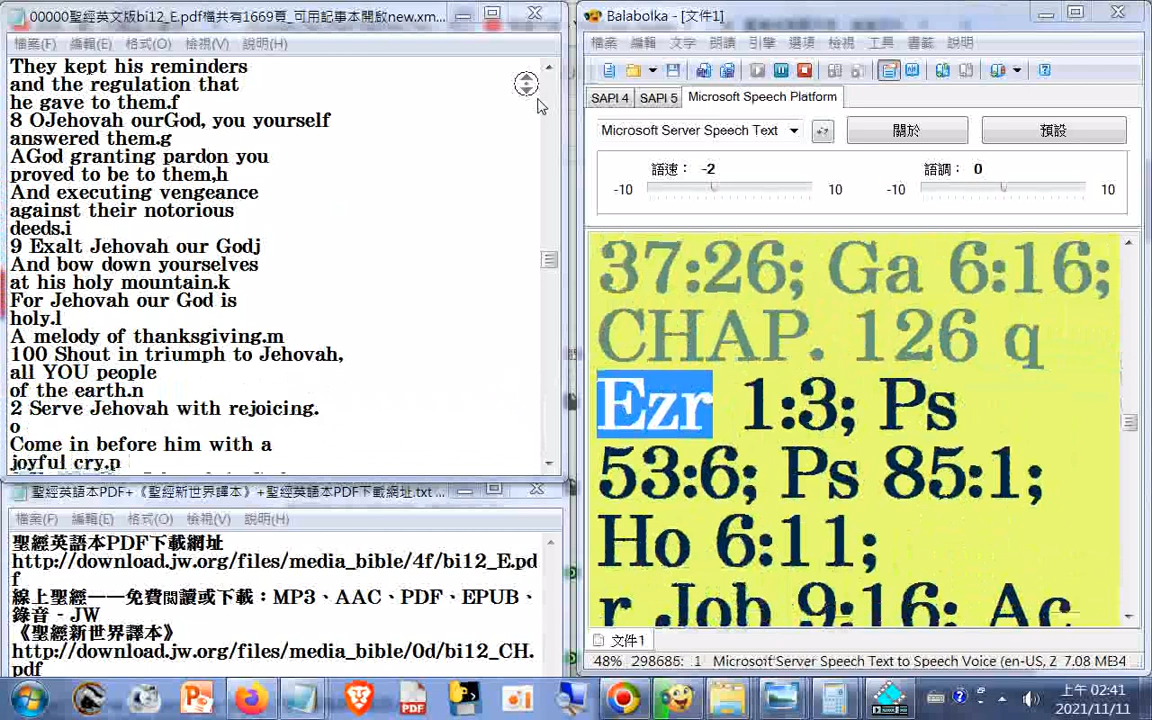 00000聖經英文版bi12_E.pdf檔共有1669頁_可用記事本開啟new.xm...
檔案(F) 編輯(E) 格式(O) 檢視(V) 說明(H)
They kept his reminders
and the regulation that
he gave to them.f
8 OJehovah ourGod, you yourself
answered them.g
AGod granting pardon you
proved to be to them,h
And executing vengeance
against their notorious
deeds.i
9 Exalt Jehovah our Godj
And bow down yourselves
at his holy mountain.k
For Jehovah our God is
holy.l
A melody of thanksgiving.m
100 Shout in triumph to Jehovah,
all YOU people
of the earth.n
2 Serve Jehovah with rejoicing.
o
Come in before him with a
joyful cry.p
聖經英語本PDF+《聖經新世界譯本》+聖經英語本PDF下載網址.txt ...
檔案(F) 編輯(E) 格式(O) 檢視(V) 說明(H)
聖經英語本PDF下載網址
http://download.jw.org/files/media_bible/4f/bi12_E.pd
f
線上聖經——免費閱讀或下載：MP3、AAC、PDF、EPUB、
錄音 - JW
《聖經新世界譯本》
http://download.jw.org/files/media_bible/0d/bi12_CH.
pdf
Balabolka - [文件1]
檔案 編輯 文字 朗讀 引擎 選項 檢視 工具 書籤 說明
SAPI 4 SAPI 5 Microsoft Speech Platform
Microsoft Server Speech Text 關於 預設
語速： -2 語調： 0
-10 10 -10 10
37:26; Ga 6:16;
CHAP. 126 q
Ezr 1:3; Ps
53:6; Ps 85:1;
Ho 6:11;
r Job 9:16; Ac
文件1
48% 298685: 1 Microsoft Server Speech Text to Speech Voice (en-US, Z 7.08 MB34
PDF
上午 02:41
2021/11/11